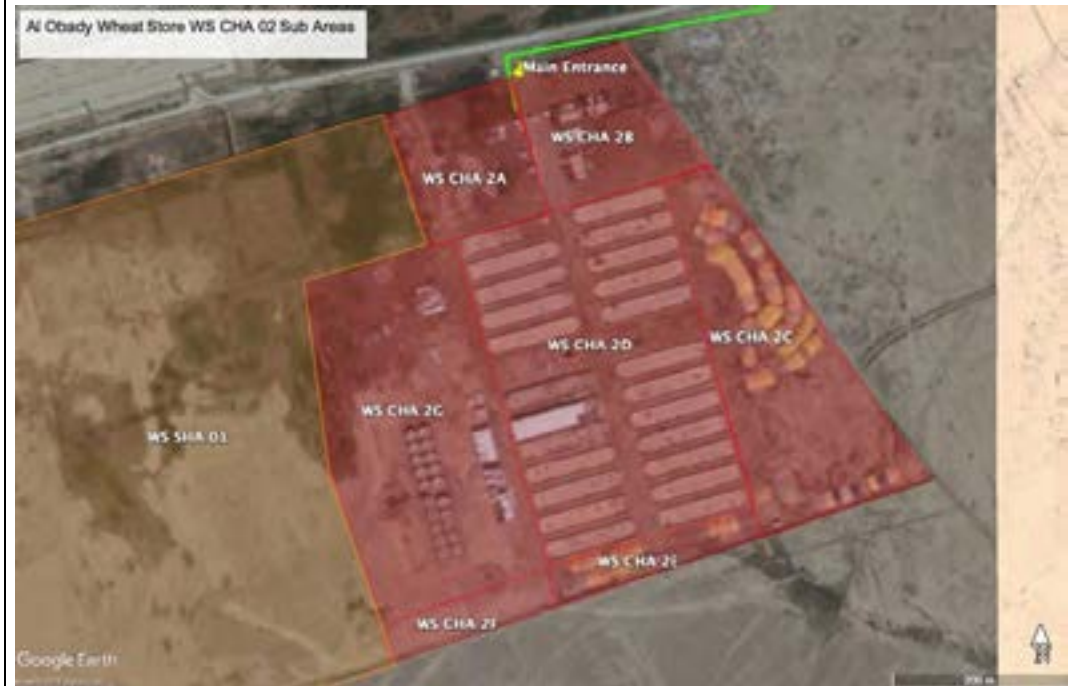 Al Obady Wheat Store WS CHA 02 Sub Areas
Main Entrance
WS CHA 2B
WS CHA 2A
WS CHA 2C
WS CHA 2D
WS CHA 2G
WS SHA 01
WS CHA 2E
WS CHA 2F
Google Earth
200 m